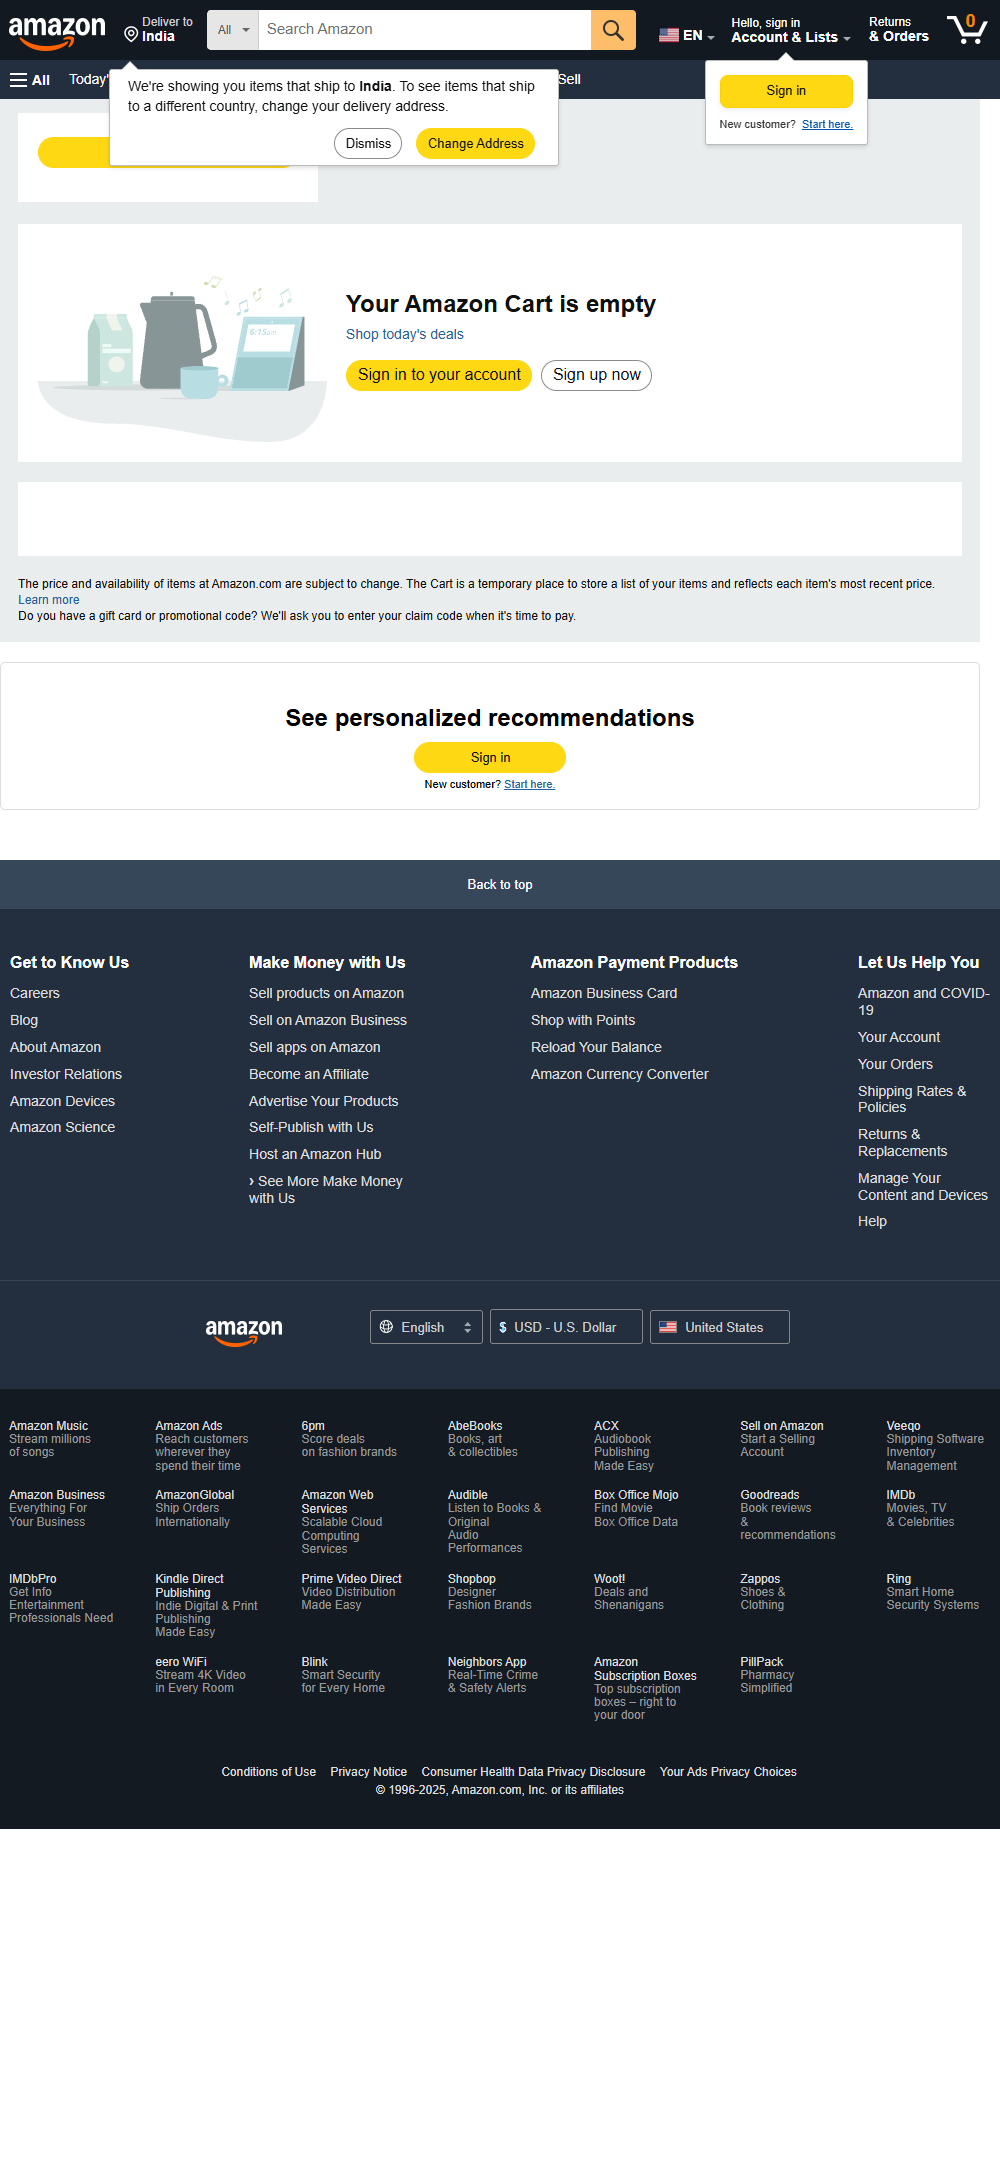 amazon
Deliver to
India
All
Search Amazon
EN
Hello, sign in
Account & Lists
Returns
& Orders
0
All
Today'
Sell
We're showing you items that ship to India. To see items that ship
to a different country, change your delivery address.
Dismiss
Change Address
Sign in
New customer? Start here.
6:15am
Your Amazon Cart is empty
Shop today's deals
Sign in to your account
Sign up now
The price and availability of items at Amazon.com are subject to change. The Cart is a temporary place to store a list of your items and reflects each item's most recent price.
Learn more
Do you have a gift card or promotional code? We'll ask you to enter your claim code when it's time to pay.
See personalized recommendations
Sign in
New customer? Start here.
Back to top
Get to Know Us
Careers
Blog
About Amazon
Investor Relations
Amazon Devices
Amazon Science
Make Money with Us
Sell products on Amazon
Sell on Amazon Business
Sell apps on Amazon
Become an Affiliate
Advertise Your Products
Self-Publish with Us
Host an Amazon Hub
› See More Make Money
with Us
Amazon Payment Products
Amazon Business Card
Shop with Points
Reload Your Balance
Amazon Currency Converter
Let Us Help You
Amazon and COVID-
19
Your Account
Your Orders
Shipping Rates &
Policies
Returns &
Replacements
Manage Your
Content and Devices
Help
amazon
English
$ USD - U.S. Dollar
United States
Amazon Music
Stream millions
of songs
Amazon Ads
Reach customers
wherever they
spend their time
6pm
Score deals
on fashion brands
AbeBooks
Books, art
& collectibles
ACX
Audiobook
Publishing
Made Easy
Sell on Amazon
Start a Selling
Account
Veeqo
Shipping Software
Inventory
Management
Amazon Business
Everything For
Your Business
AmazonGlobal
Ship Orders
Internationally
Amazon Web
Services
Scalable Cloud
Computing
Services
Audible
Listen to Books &
Original
Audio
Performances
Box Office Mojo
Find Movie
Box Office Data
Goodreads
Book reviews
&
recommendations
IMDb
Movies, TV
& Celebrities
IMDbPro
Get Info
Entertainment
Professionals Need
Kindle Direct
Publishing
Indie Digital & Print
Publishing
Made Easy
Prime Video Direct
Video Distribution
Made Easy
Shopbop
Designer
Fashion Brands
Woot!
Deals and
Shenanigans
Zappos
Shoes &
Clothing
Ring
Smart Home
Security Systems
eero WiFi
Stream 4K Video
in Every Room
Blink
Smart Security
for Every Home
Neighbors App
Real-Time Crime
& Safety Alerts
Amazon
Subscription Boxes
Top subscription
boxes – right to
your door
PillPack
Pharmacy
Simplified
Conditions of Use
Privacy Notice
Consumer Health Data Privacy Disclosure
Your Ads Privacy Choices
© 1996-2025, Amazon.com, Inc. or its affiliates